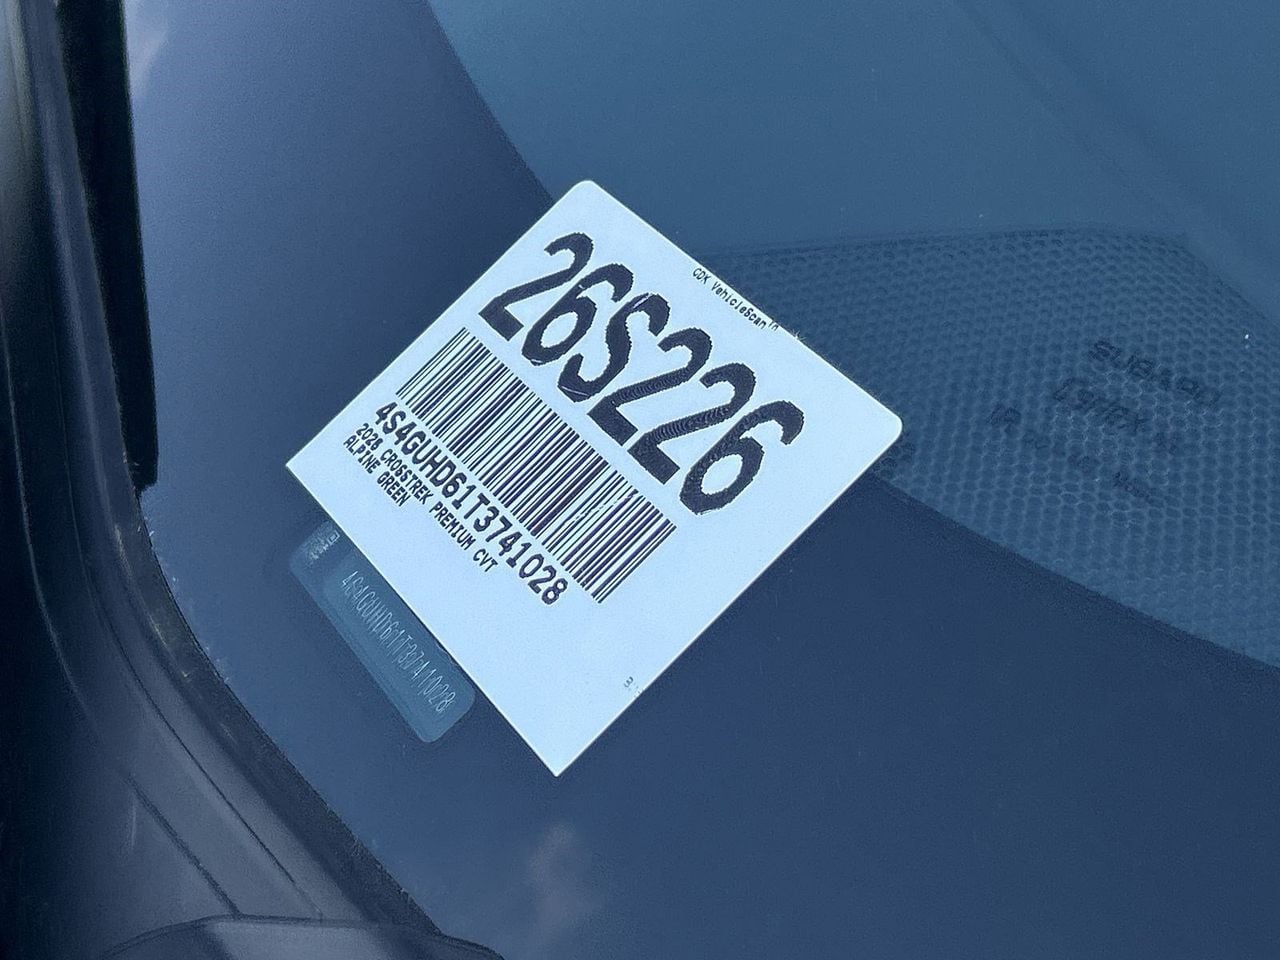 CDK VehicleScan
26S226
4S4GUHD61T3741028
2026 CROSSTREK PREMIUM CVT
ALPINE GREEN
4S4GUHD61T3741028
SUBARU